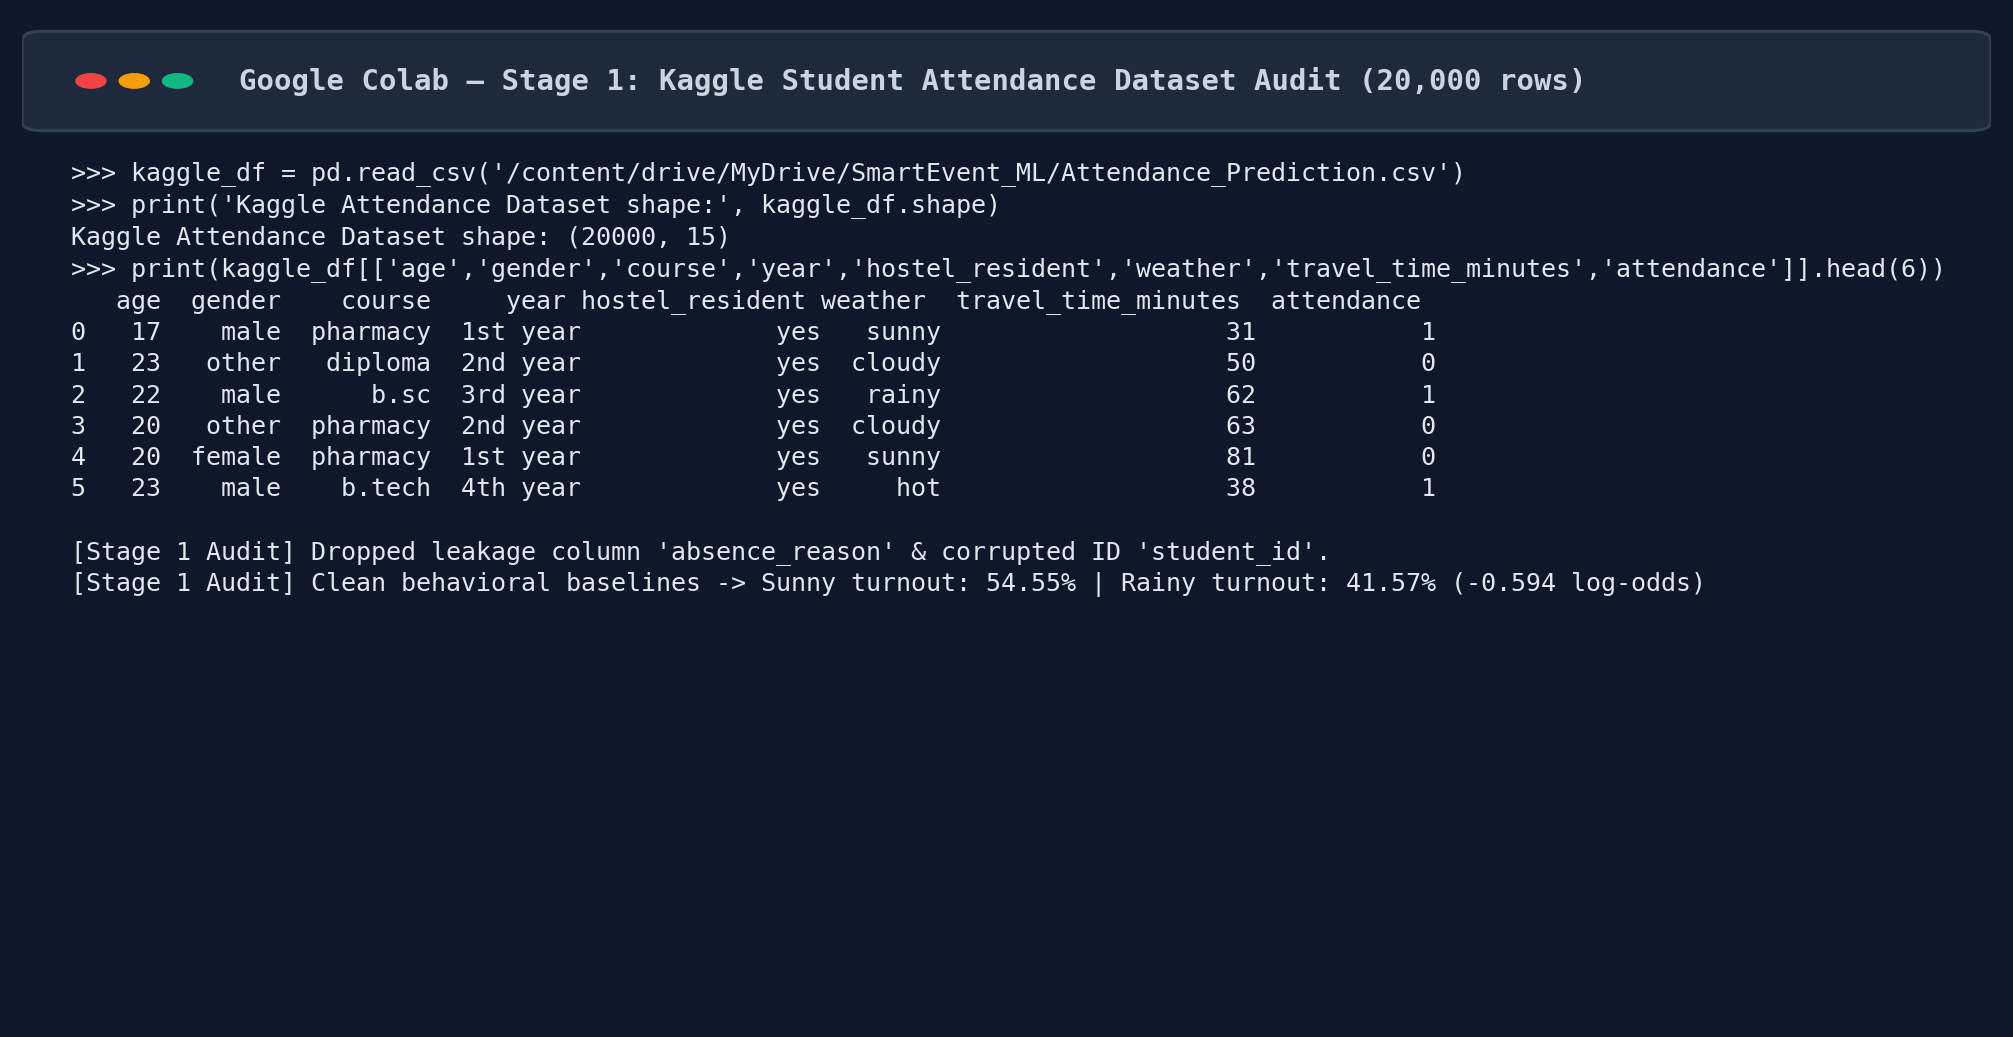 Google Colab — Stage 1: Kaggle Student Attendance Dataset Audit (20,000 rows)
>>> kaggle_df = pd.read_csv('/content/drive/MyDrive/SmartEvent_ML/Attendance_Prediction.csv')
>>> print('Kaggle Attendance Dataset shape:', kaggle_df.shape)
Kaggle Attendance Dataset shape: (20000, 15)
>>> print(kaggle_df[['age','gender','course','year','hostel_resident','weather','travel_time_minutes','attendance']].head(6))
   age  gender    course     year hostel_resident weather  travel_time_minutes  attendance
0   17    male  pharmacy  1st year             yes   sunny                   31           1
1   23   other   diploma  2nd year             yes  cloudy                   50           0
2   22    male      b.sc  3rd year             yes   rainy                   62           1
3   20   other  pharmacy  2nd year             yes  cloudy                   63           0
4   20  female  pharmacy  1st year             yes   sunny                   81           0
5   23    male    b.tech  4th year             yes     hot                   38           1
[Stage 1 Audit] Dropped leakage column 'absence_reason' & corrupted ID 'student_id'.
[Stage 1 Audit] Clean behavioral baselines -> Sunny turnout: 54.55% | Rainy turnout: 41.57% (-0.594 log-odds)